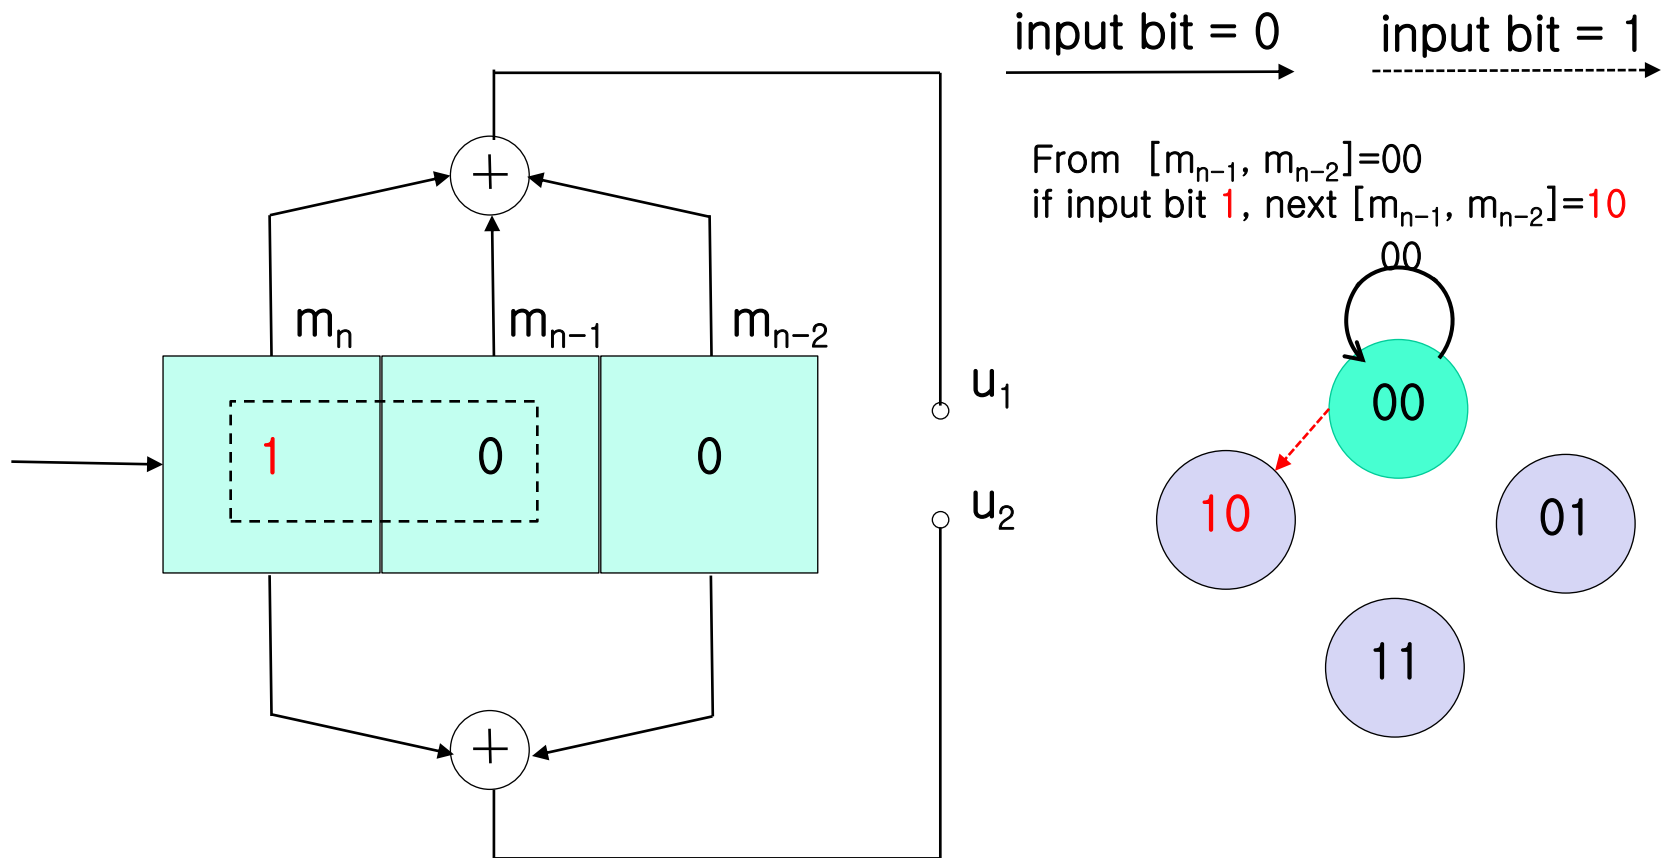 input bit = 0
input bit = 1
From [mn-1, mn-2]=00
if input bit 1, next [mn-1, mn-2]=10
00
+
mn
mn-1
mn-2
u1
00
1
0
0
u2
10
01
11
+